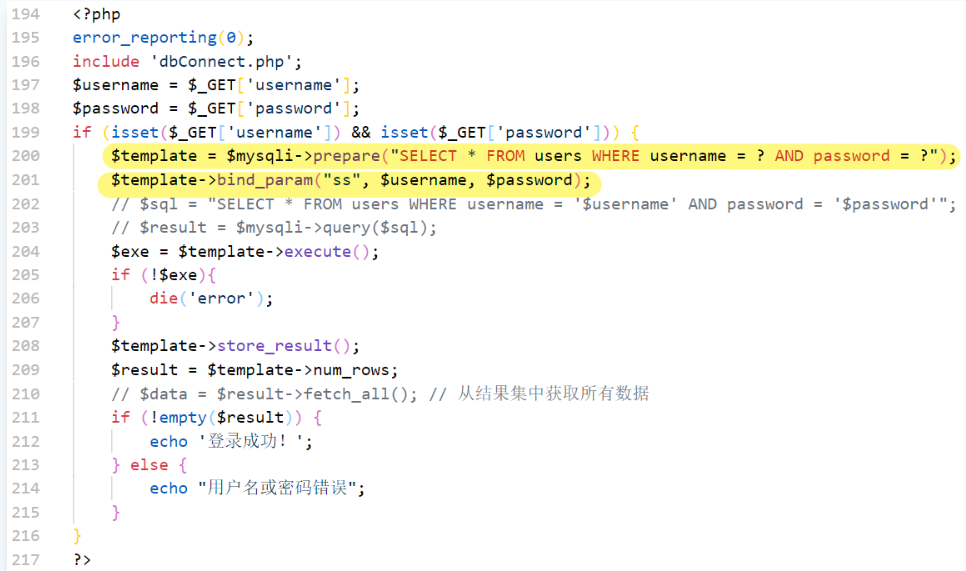 194 <?php
195 error_reporting(0);
196 include 'dbConnect.php';
197 $username = $_GET['username'];
198 $password = $_GET['password'];
199 if (isset($_GET['username']) && isset($_GET['password'])) {
200     $template = $mysqli->prepare("SELECT * FROM users WHERE username = ? AND password = ?");
201     $template->bind_param("ss", $username, $password);
202     // $sql = "SELECT * FROM users WHERE username = '$username' AND password = '$password'";
203     // $result = $mysqli->query($sql);
204     $exe = $template->execute();
205     if (!$exe){
206         die('error');
207     }
208     $template->store_result();
209     $result = $template->num_rows;
210     // $data = $result->fetch_all(); // 从结果集中获取所有数据
211     if (!empty($result)) {
212         echo '登录成功！';
213     } else {
214         echo "用户名或密码错误";
215     }
216 }
217 ?>